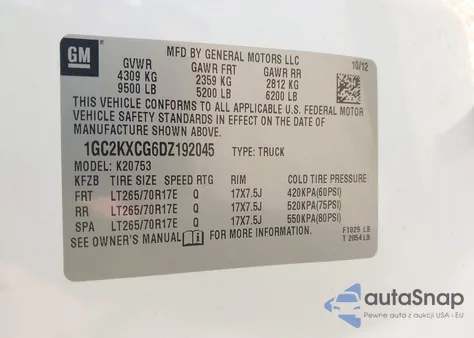 GM
MFD BY GENERAL MOTORS LLC
10/12
GVWR GAWR FRT GAWR RR
4309 KG 2359 KG 2812 KG
9500 LB 5200 LB 6200 LB
THIS VEHICLE CONFORMS TO ALL APPLICABLE U.S. FEDERAL MOTOR
VEHICLE SAFETY STANDARDS IN EFFECT ON THE DATE OF
MANUFACTURE SHOWN ABOVE.
1GC2KXCG6DZ192045 TYPE: TRUCK
MODEL: K20753
KFZB TIRE SIZE SPEED RTG RIM COLD TIRE PRESSURE
FRT LT265/70R17E Q 17X7.5J 420KPA(60PSI)
RR LT265/70R17E Q 17X7.5J 520KPA(75PSI)
SPA LT265/70R17E Q 17X7.5J 550KPA(80PSI)
SEE OWNER'S MANUAL FOR MORE INFORMATION.
F1029 LB
T 2054 LB
autoSnap
Pewne auta z aukcji USA i EU